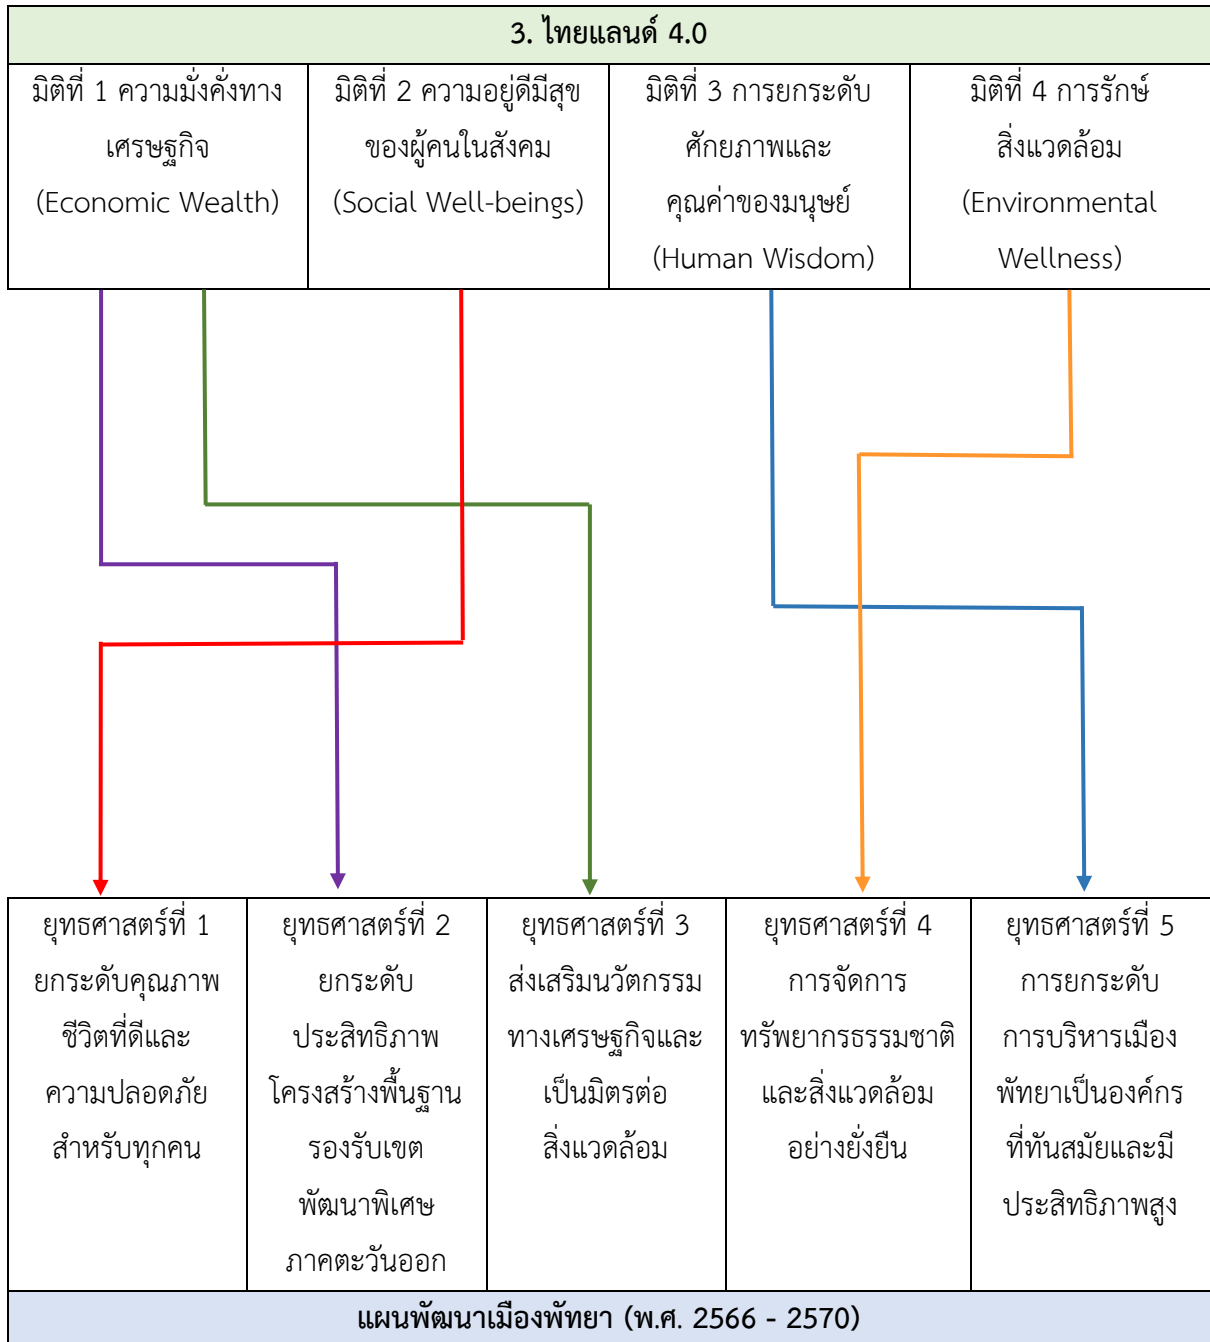 3. ไทยแลนด์ 4.0
มิติที่ 1 ความมั่งคั่งทาง
เศรษฐกิจ
(Economic Wealth)
มิติที่ 2 ความอยู่ดีมีสุข
ของผู้คนในสังคม
(Social Well-beings)
มิติที่ 3 การยกระดับ
ศักยภาพและ
คุณค่าของมนุษย์
(Human Wisdom)
มิติที่ 4 การรักษ์
สิ่งแวดล้อม
(Environmental
Wellness)
ยุทธศาสตร์ที่ 1
ยกระดับคุณภาพ
ชีวิตที่ดีและ
ความปลอดภัย
สำหรับทุกคน
ยุทธศาสตร์ที่ 2
ยกระดับ
ประสิทธิภาพ
โครงสร้างพื้นฐาน
รองรับเขต
พัฒนาพิเศษ
ภาคตะวันออก
ยุทธศาสตร์ที่ 3
ส่งเสริมนวัตกรรม
ทางเศรษฐกิจและ
เป็นมิตรต่อ
สิ่งแวดล้อม
ยุทธศาสตร์ที่ 4
การจัดการ
ทรัพยากรธรรมชาติ
และสิ่งแวดล้อม
อย่างยั่งยืน
ยุทธศาสตร์ที่ 5
การยกระดับ
การบริหารเมือง
พัทยาเป็นองค์กร
ที่ทันสมัยและมี
ประสิทธิภาพสูง
แผนพัฒนาเมืองพัทยา (พ.ศ. 2566 - 2570)